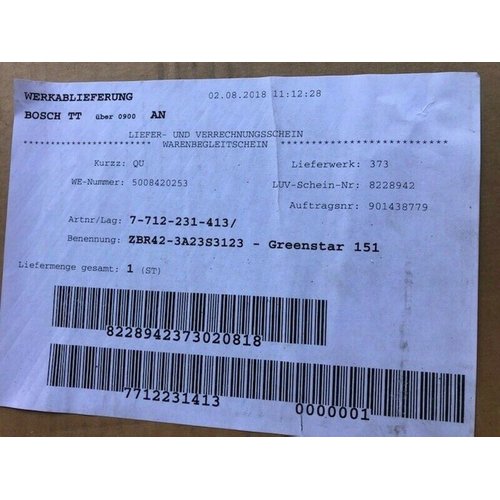 WERKABLIEFERUNG 02.08.2018 11:12:28
BOSCH TT über 0900 AN
LIEFER- UND VERRECHNUNGSSCHEIN
************************ WARENBEGLEITSCHEIN ****************************
Kurzz: QU Lieferwerk: 373
WE-Nummer: 5008420253 LUV-Schein-Nr: 8228942
Auftragsnr: 901438779
Artnr/Lag: 7-712-231-413/
Benennung: ZBR42-3A23S3123 - Greenstar 151
Liefermenge gesamt: 1 (ST)
8228942373020818
7712231413 0000001